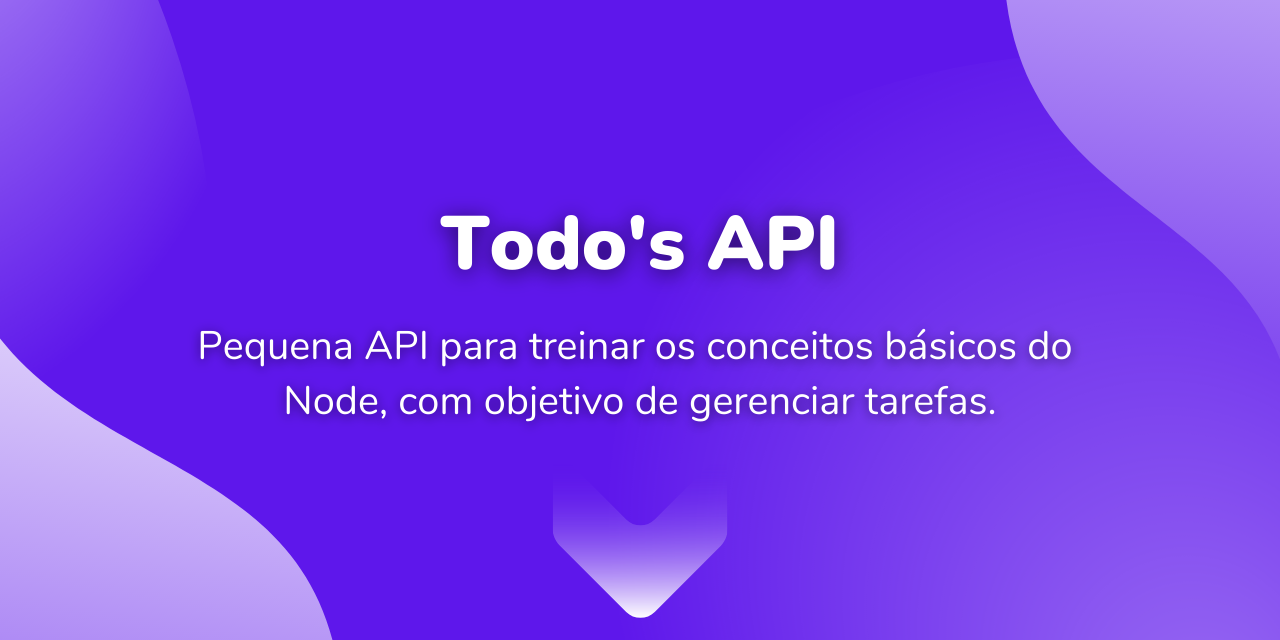 Todo's API
Pequena API para treinar os conceitos básicos do
Node, com objetivo de gerenciar tarefas.